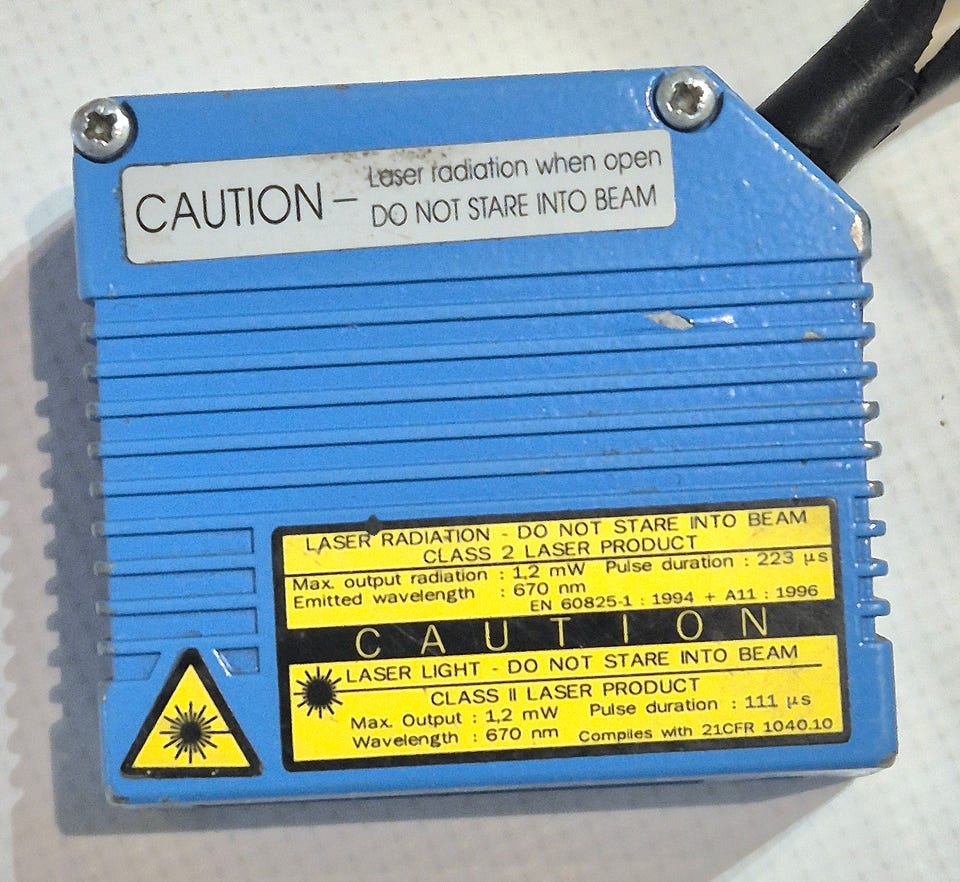 CAUTION – Laser radiation when open
DO NOT STARE INTO BEAM
LASER RADIATION - DO NOT STARE INTO BEAM
CLASS 2 LASER PRODUCT
Max. output radiation : 1,2 mW Pulse duration : 223 µs
Emitted wavelength : 670 nm
EN 60825-1 : 1994 + A11 : 1996
CAUTION
LASER LIGHT - DO NOT STARE INTO BEAM
CLASS II LASER PRODUCT
Max. Output : 1,2 mW Pulse duration : 111 µs
Wavelength : 670 nm Compiles with 21CFR 1040.10